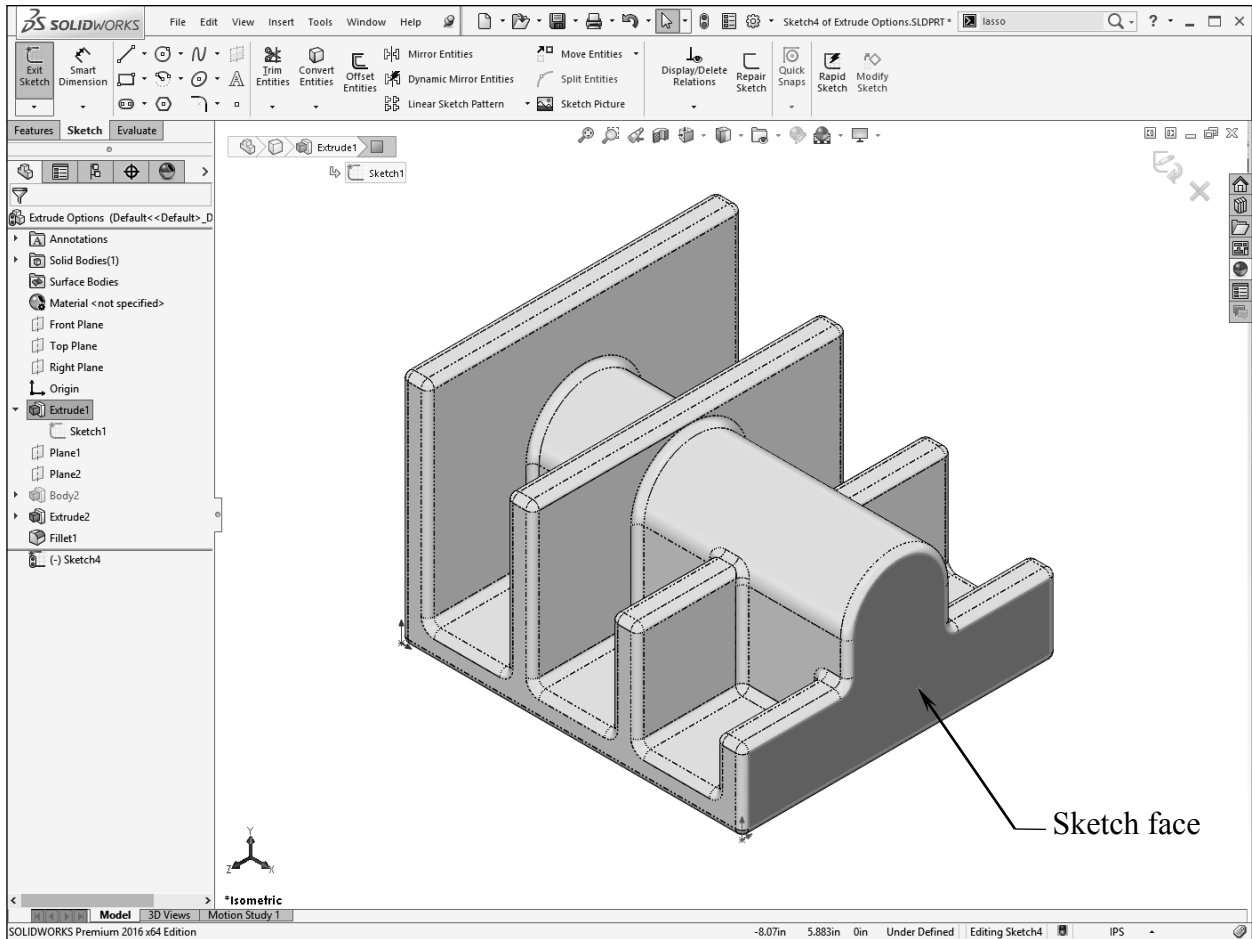 SOLIDWORKS File Edit View Insert Tools Window Help Sketch4 of Extrude Options.SLDPRT * lasso
Exit Sketch
Smart Dimension
Trim Entities
Convert Entities
Offset Entities
Mirror Entities
Dynamic Mirror Entities
Linear Sketch Pattern
Move Entities
Split Entities
Sketch Picture
Display/Delete Relations
Repair Sketch
Quick Snaps
Rapid Sketch
Modify Sketch
Features Sketch Evaluate
Extrude1
Sketch1
Extrude Options (Default<<Default>_D
Annotations
Solid Bodies(1)
Surface Bodies
Material <not specified>
Front Plane
Top Plane
Right Plane
Origin
Extrude1
Sketch1
Plane1
Plane2
Body2
Extrude2
Fillet1
(-) Sketch4
Sketch face
Y
Z X
*Isometric
Model 3D Views Motion Study 1
SOLIDWORKS Premium 2016 x64 Edition -8.07in 5.883in 0in Under Defined Editing Sketch4 IPS